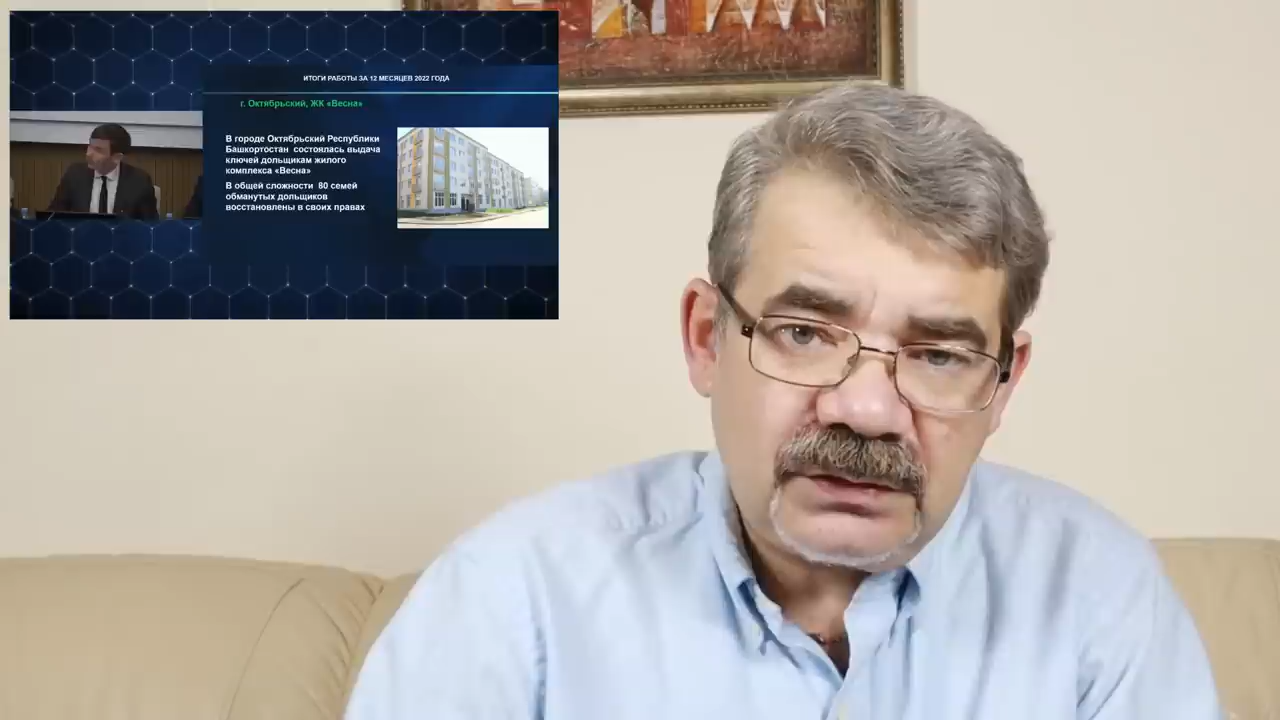 ИТОГИ РАБОТЫ ЗА 12 МЕСЯЦЕВ 2022 ГОДА
г. Октябрьский, ЖК «Весна»
В городе Октябрьский Республики
Башкортостан состоялась выдача
ключей дольщикам жилого
комплекса «Весна»
В общей сложности 80 семей
обманутых дольщиков
восстановлены в своих правах